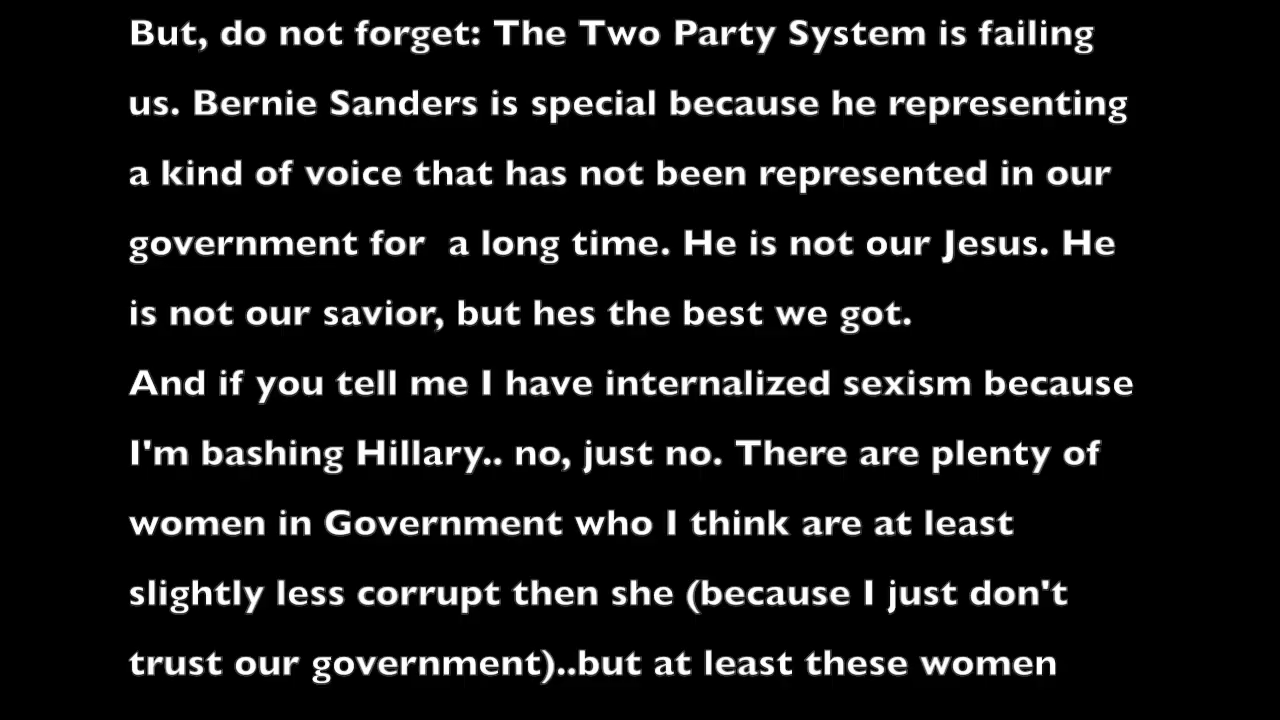 But, do not forget: The Two Party System is failing
us. Bernie Sanders is special because he representing
a kind of voice that has not been represented in our
government for  a long time. He is not our Jesus. He
is not our savior, but hes the best we got.
And if you tell me I have internalized sexism because
I'm bashing Hillary.. no, just no. There are plenty of
women in Government who I think are at least
slightly less corrupt then she (because I just don't
trust our government)..but at least these women